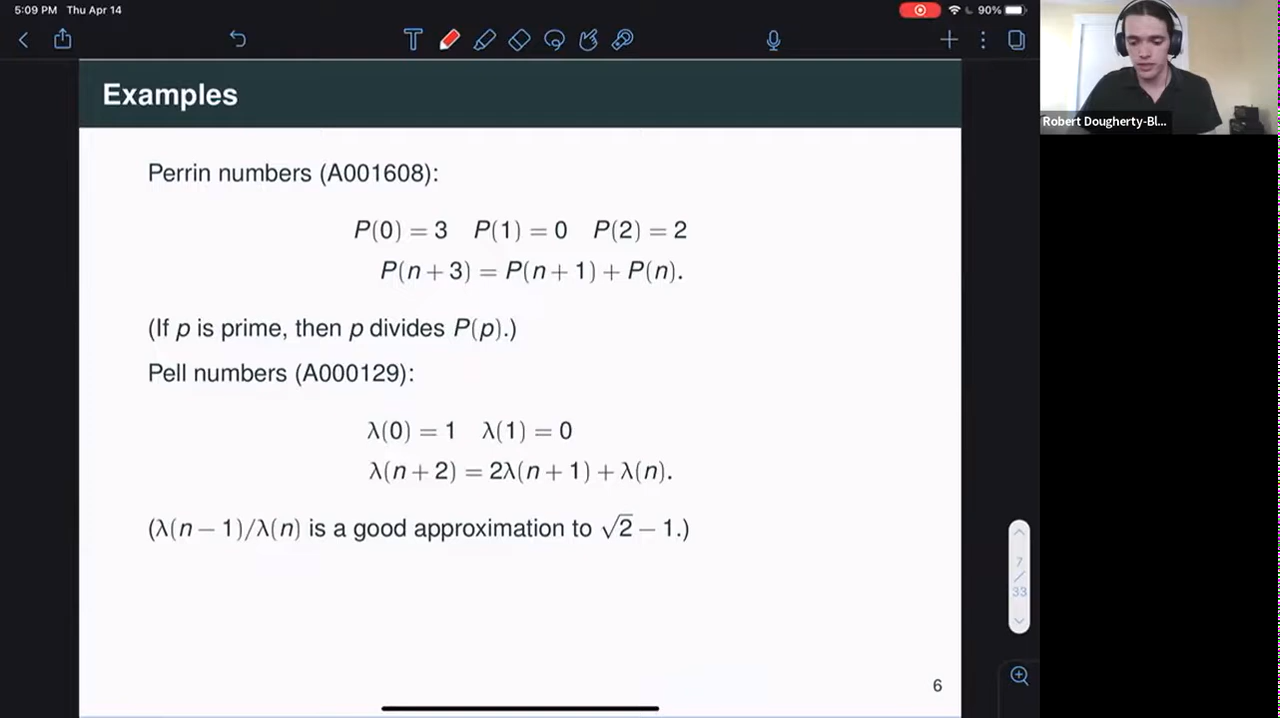 5:09 PM Thu Apr 14
90%
Robert Dougherty-Bl...
Examples
Perrin numbers (A001608):
P(0) = 3 P(1) = 0 P(2) = 2
P(n + 3) = P(n + 1) + P(n).
(If p is prime, then p divides P(p).)
Pell numbers (A000129):
λ(0) = 1 λ(1) = 0
λ(n + 2) = 2λ(n + 1) + λ(n).
(λ(n − 1)/λ(n) is a good approximation to √2 − 1.)
7
/
33
6